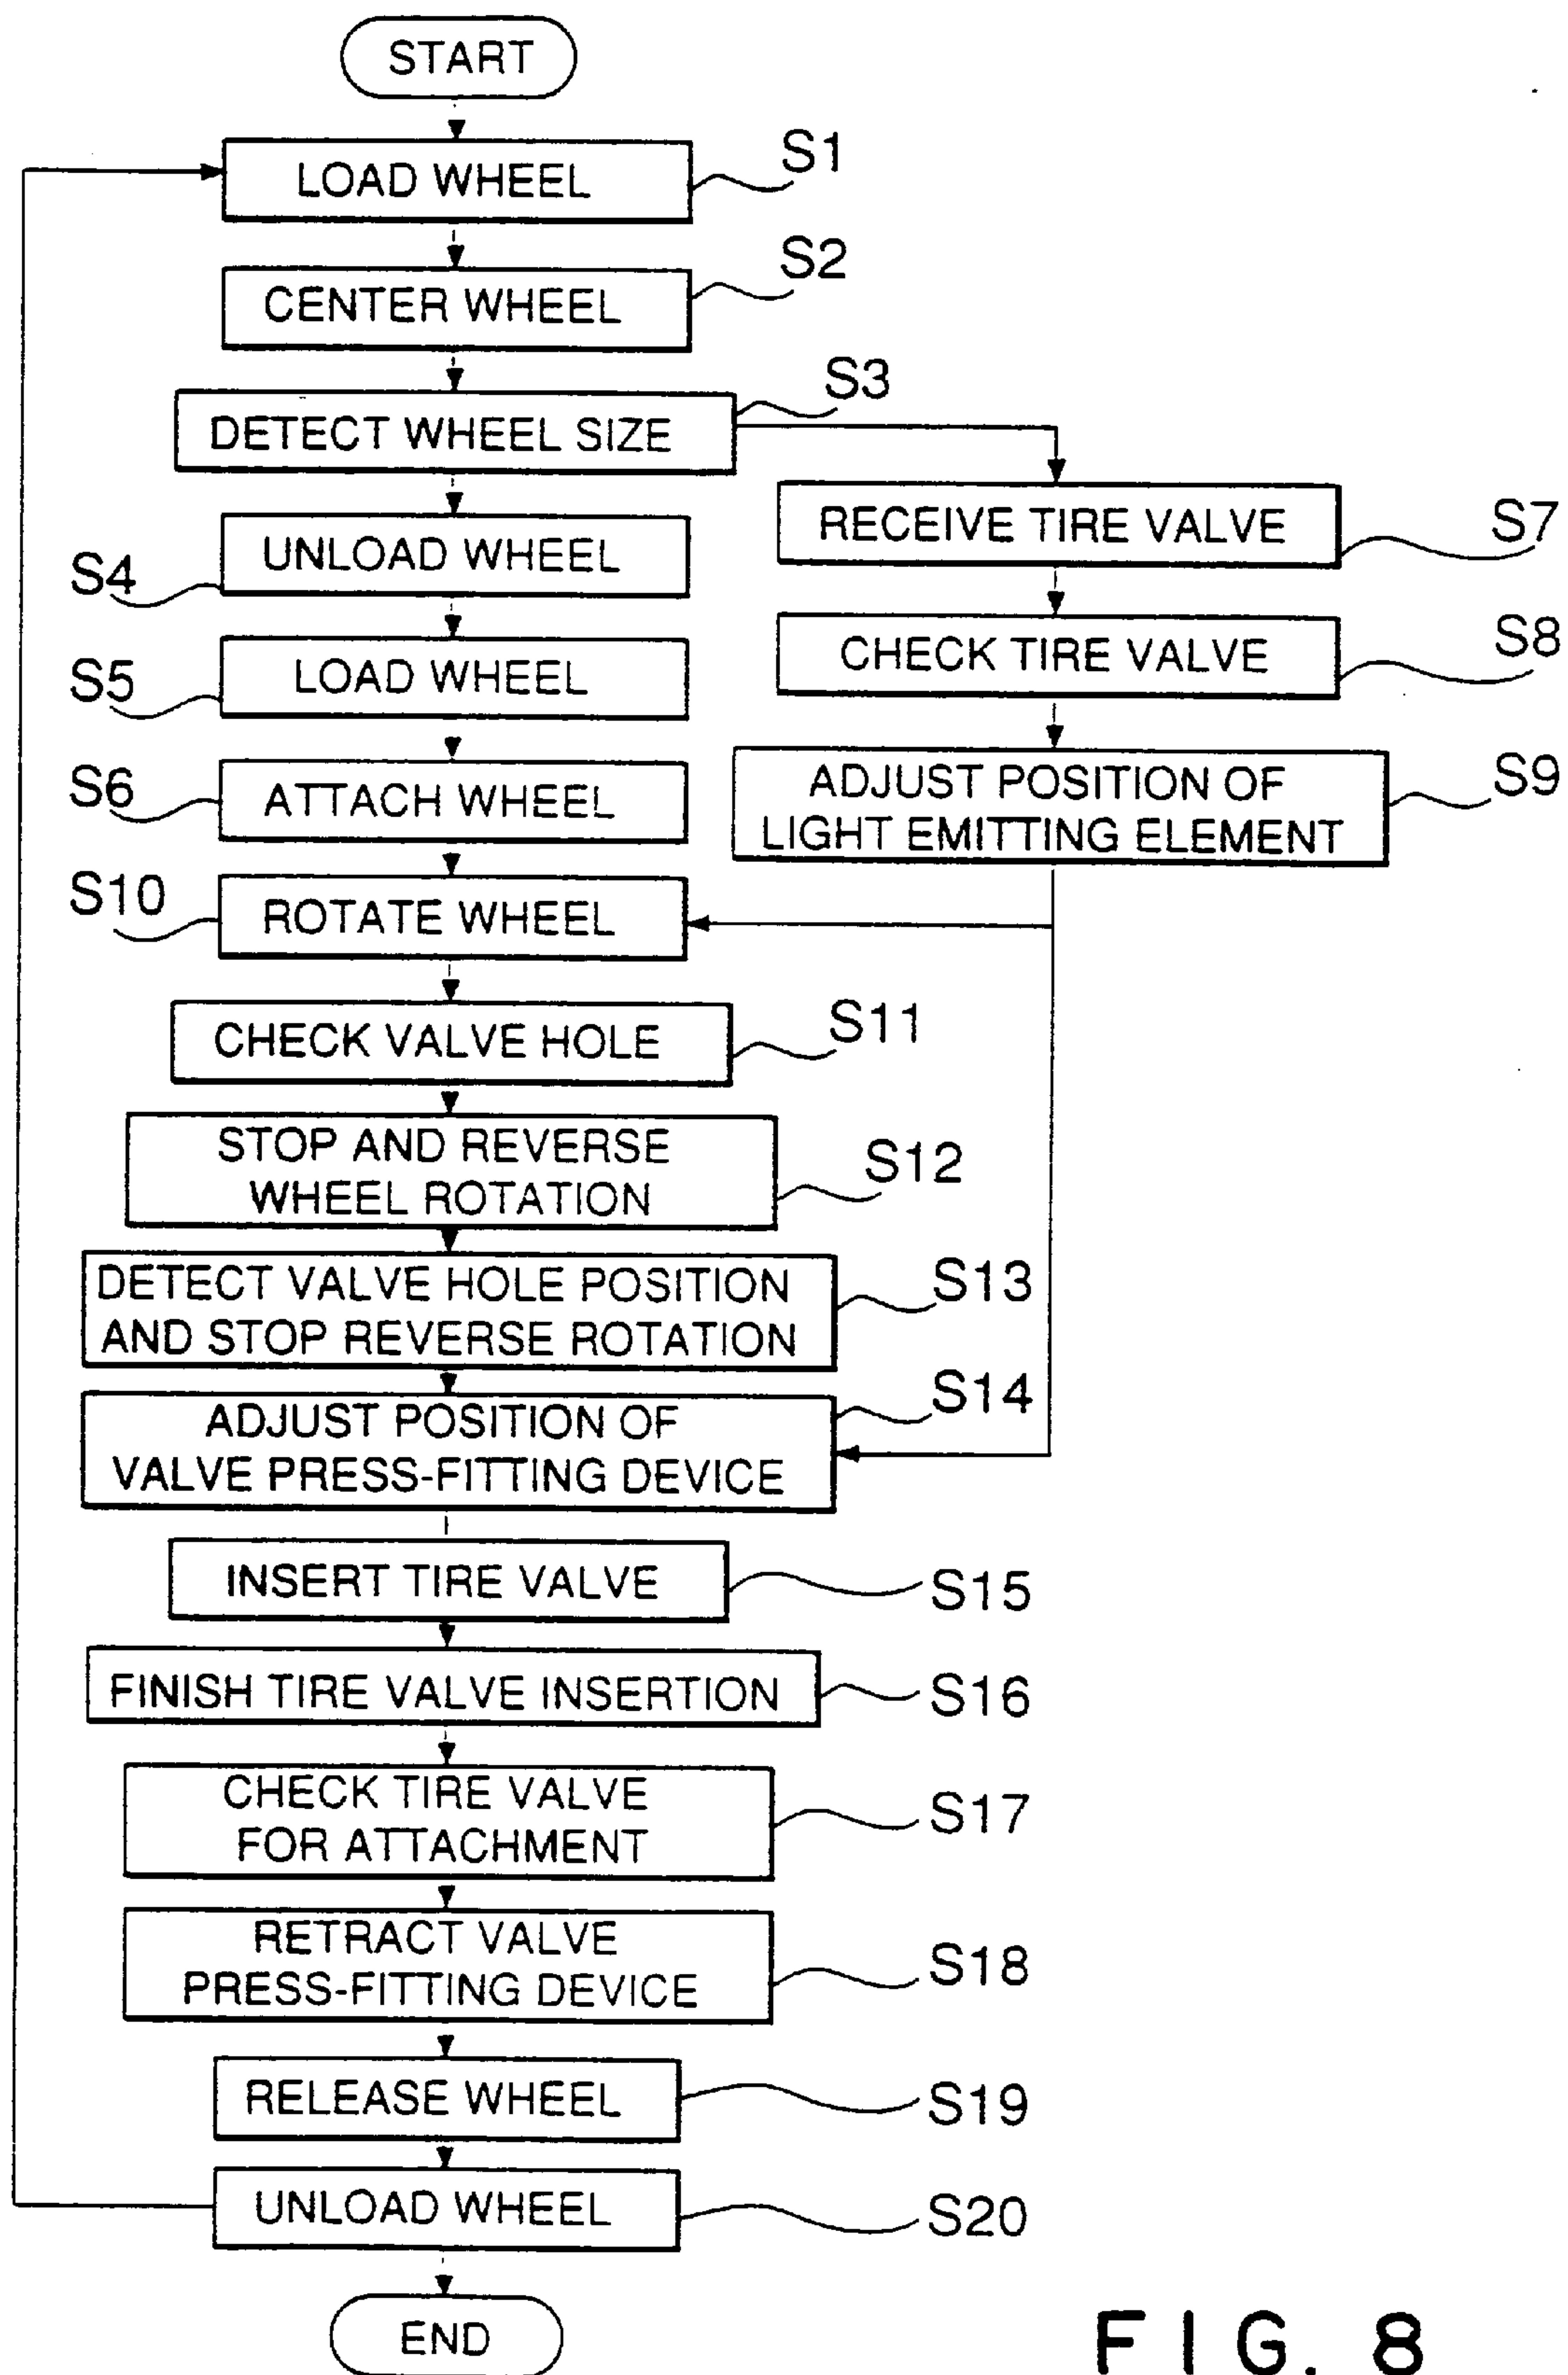 START
LOAD WHEEL
S1
CENTER WHEEL
S2
DETECT WHEEL SIZE
S3
UNLOAD WHEEL
S4
LOAD WHEEL
S5
ATTACH WHEEL
S6
RECEIVE TIRE VALVE
S7
CHECK TIRE VALVE
S8
ADJUST POSITION OF
LIGHT EMITTING ELEMENT
S9
ROTATE WHEEL
S10
CHECK VALVE HOLE
S11
STOP AND REVERSE
WHEEL ROTATION
S12
DETECT VALVE HOLE POSITION
AND STOP REVERSE ROTATION
S13
ADJUST POSITION OF
VALVE PRESS-FITTING DEVICE
S14
INSERT TIRE VALVE
S15
FINISH TIRE VALVE INSERTION
S16
CHECK TIRE VALVE
FOR ATTACHMENT
S17
RETRACT VALVE
PRESS-FITTING DEVICE
S18
RELEASE WHEEL
S19
UNLOAD WHEEL
S20
END
FIG. 8